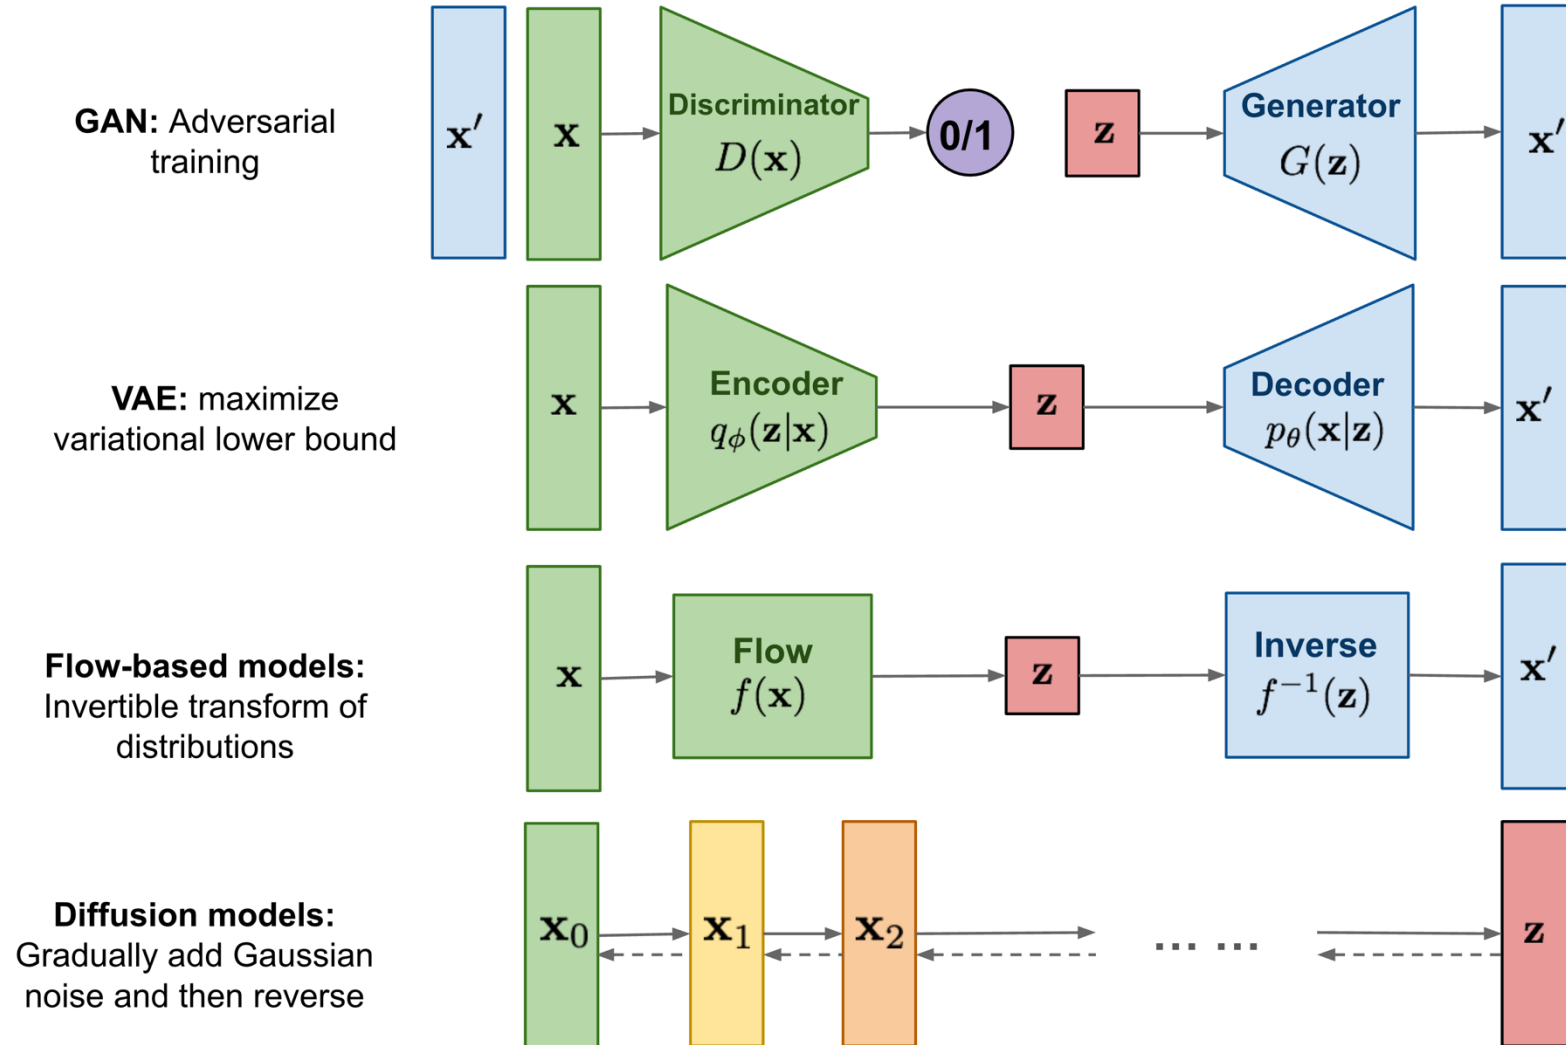 GAN: Adversarial
training
x′
x
Discriminator
D(x)
0/1
z
Generator
G(z)
x′
VAE: maximize
variational lower bound
x
Encoder
qϕ(z|x)
z
Decoder
pθ(x|z)
x′
Flow-based models:
Invertible transform of
distributions
x
Flow
f(x)
z
Inverse
f⁻¹(z)
x′
Diffusion models:
Gradually add Gaussian
noise and then reverse
x₀
x₁
x₂
... ...
z